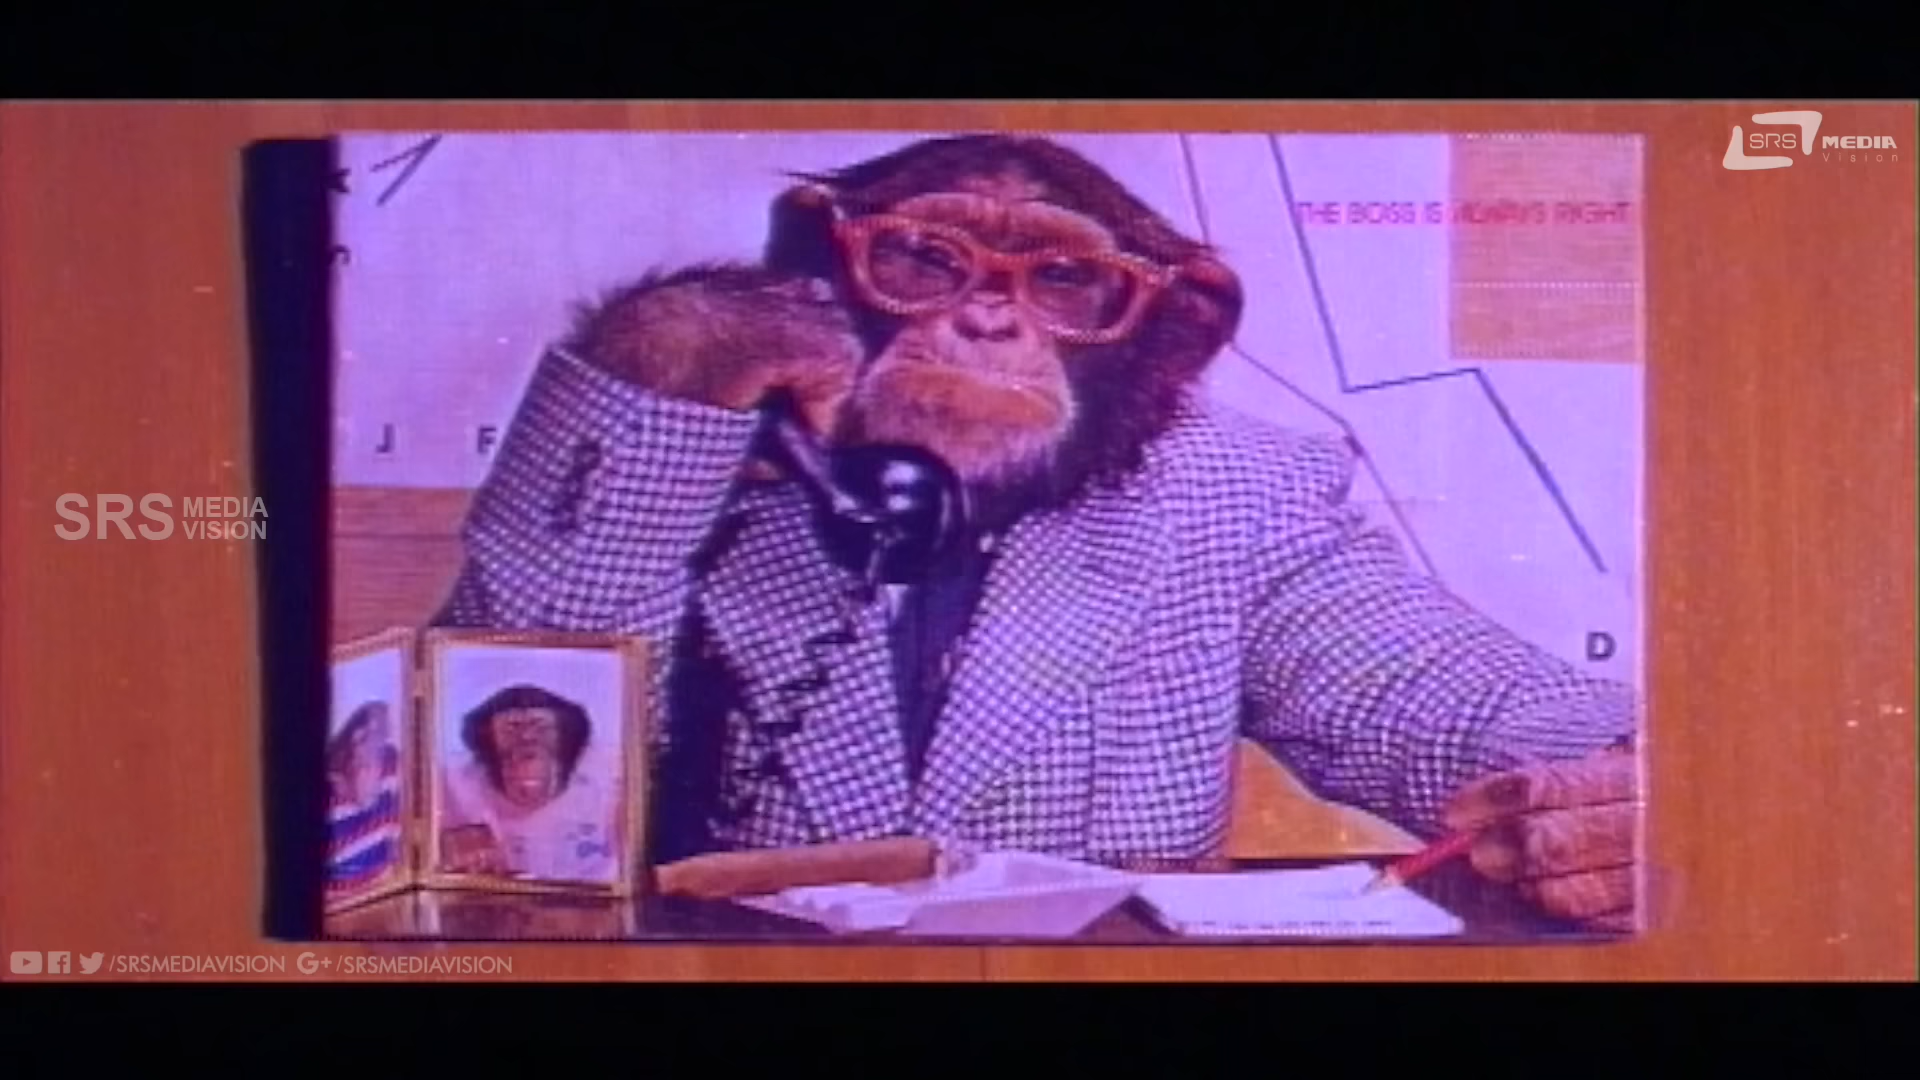 SRS MEDIA
Vision
THE BOSS IS ALWAYS RIGHT
J F
SRS MEDIA
VISION
D
/SRSMEDIAVISION G+/SRSMEDIAVISION